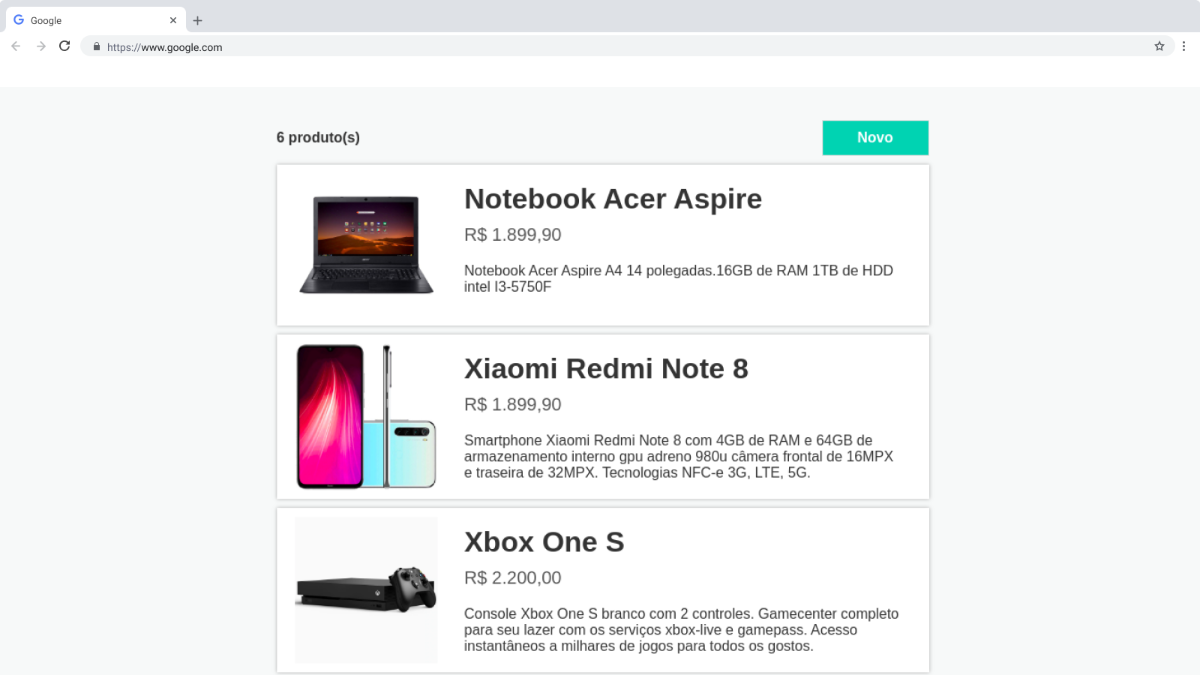 Google
https://www.google.com
6 produto(s)
Novo
Notebook Acer Aspire
R$ 1.899,90
Notebook Acer Aspire A4 14 polegadas.16GB de RAM 1TB de HDD
intel I3-5750F
Xiaomi Redmi Note 8
R$ 1.899,90
Smartphone Xiaomi Redmi Note 8 com 4GB de RAM e 64GB de
armazenamento interno gpu adreno 980u câmera frontal de 16MPX
e traseira de 32MPX. Tecnologias NFC-e 3G, LTE, 5G.
Xbox One S
R$ 2.200,00
Console Xbox One S branco com 2 controles. Gamecenter completo
para seu lazer com os serviços xbox-live e gamepass. Acesso
instantâneos a milhares de jogos para todos os gostos.